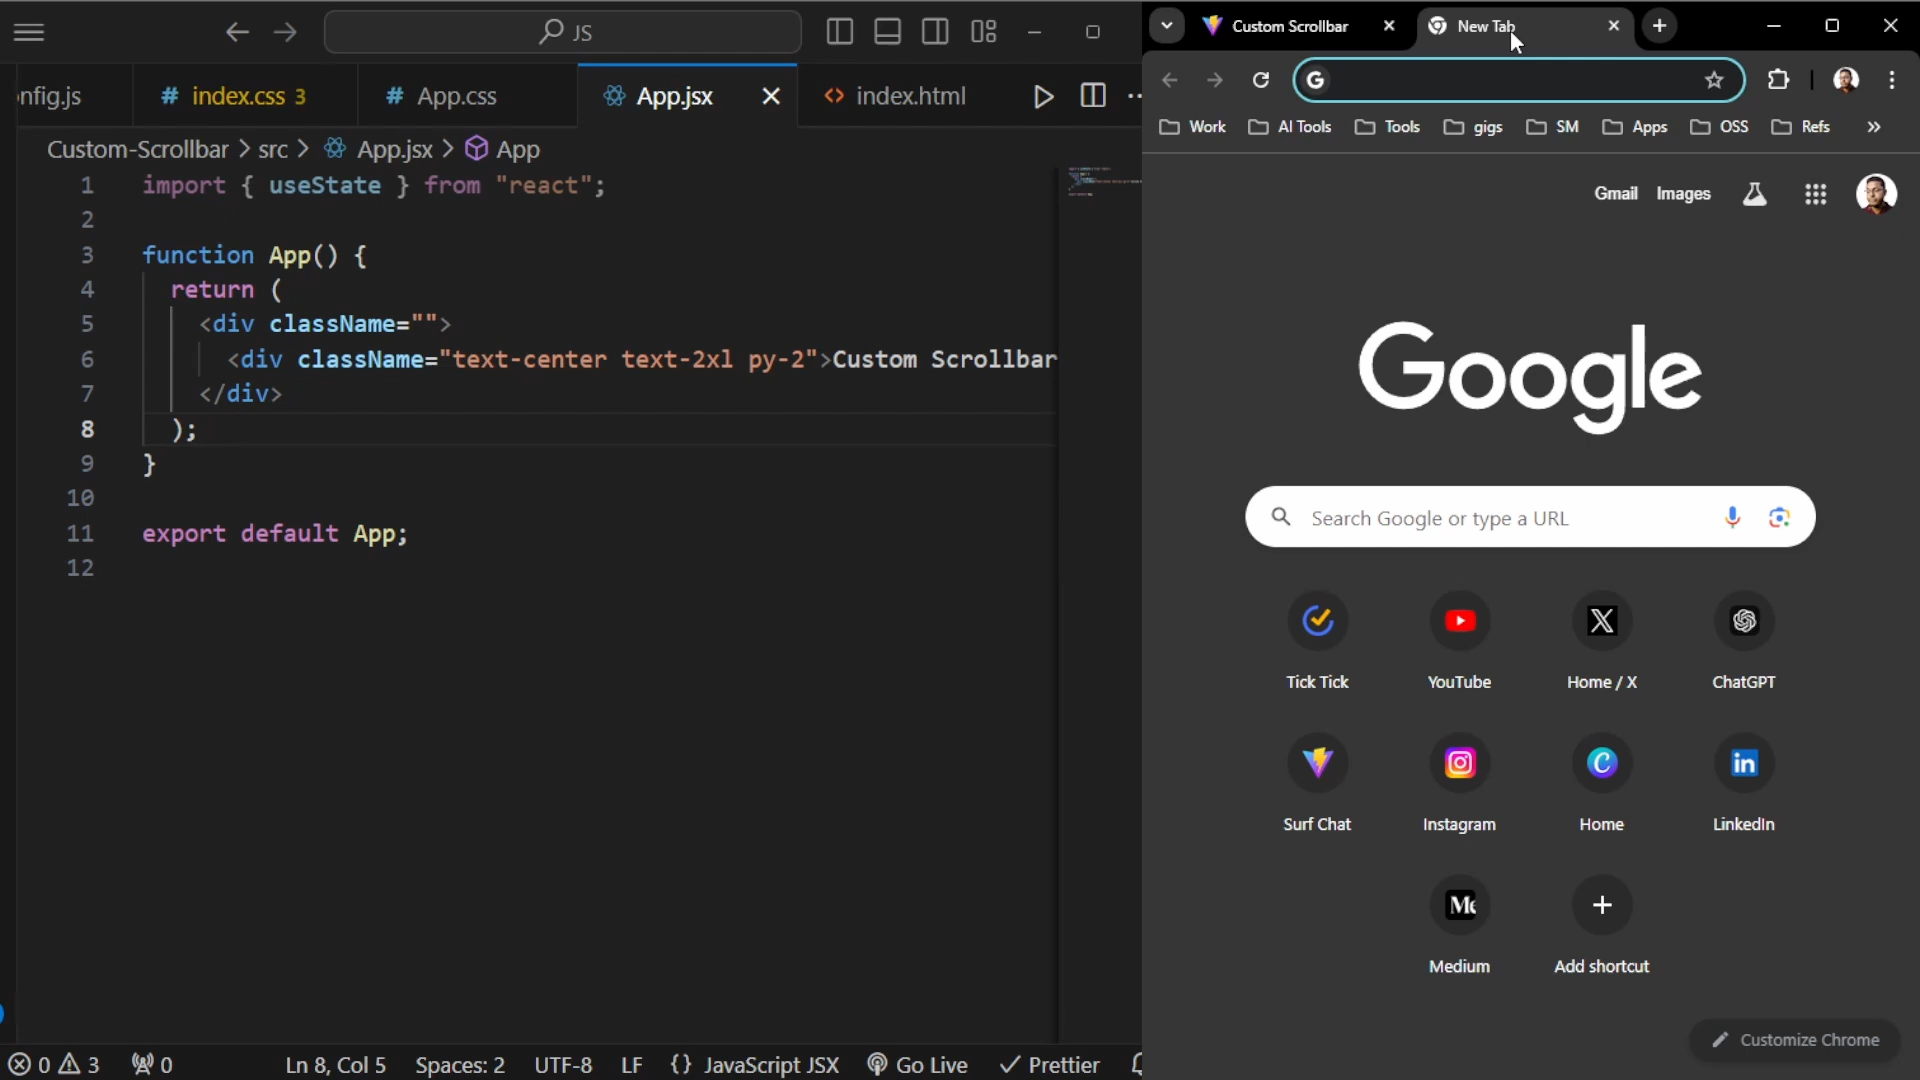 JS
nfig.js
# index.css 3
# App.css
App.jsx
<> index.html
Custom-Scrollbar > src > App.jsx > App
1 import { useState } from "react";
2
3 function App() {
4 return (
5 <div className="">
6 <div className="text-center text-2xl py-2">Custom Scrollbar
7 </div>
8 );
9 }
10
11 export default App;
12
0 3 0 Ln 8, Col 5 Spaces: 2 UTF-8 LF {} JavaScript JSX Go Live Prettier
Custom Scrollbar
New Tab
G
Work AI Tools Tools gigs SM Apps OSS Refs »
Gmail Images
Google
Search Google or type a URL
Tick Tick YouTube Home / X ChatGPT
Surf Chat Instagram Home LinkedIn
Me
Medium Add shortcut
Customize Chrome